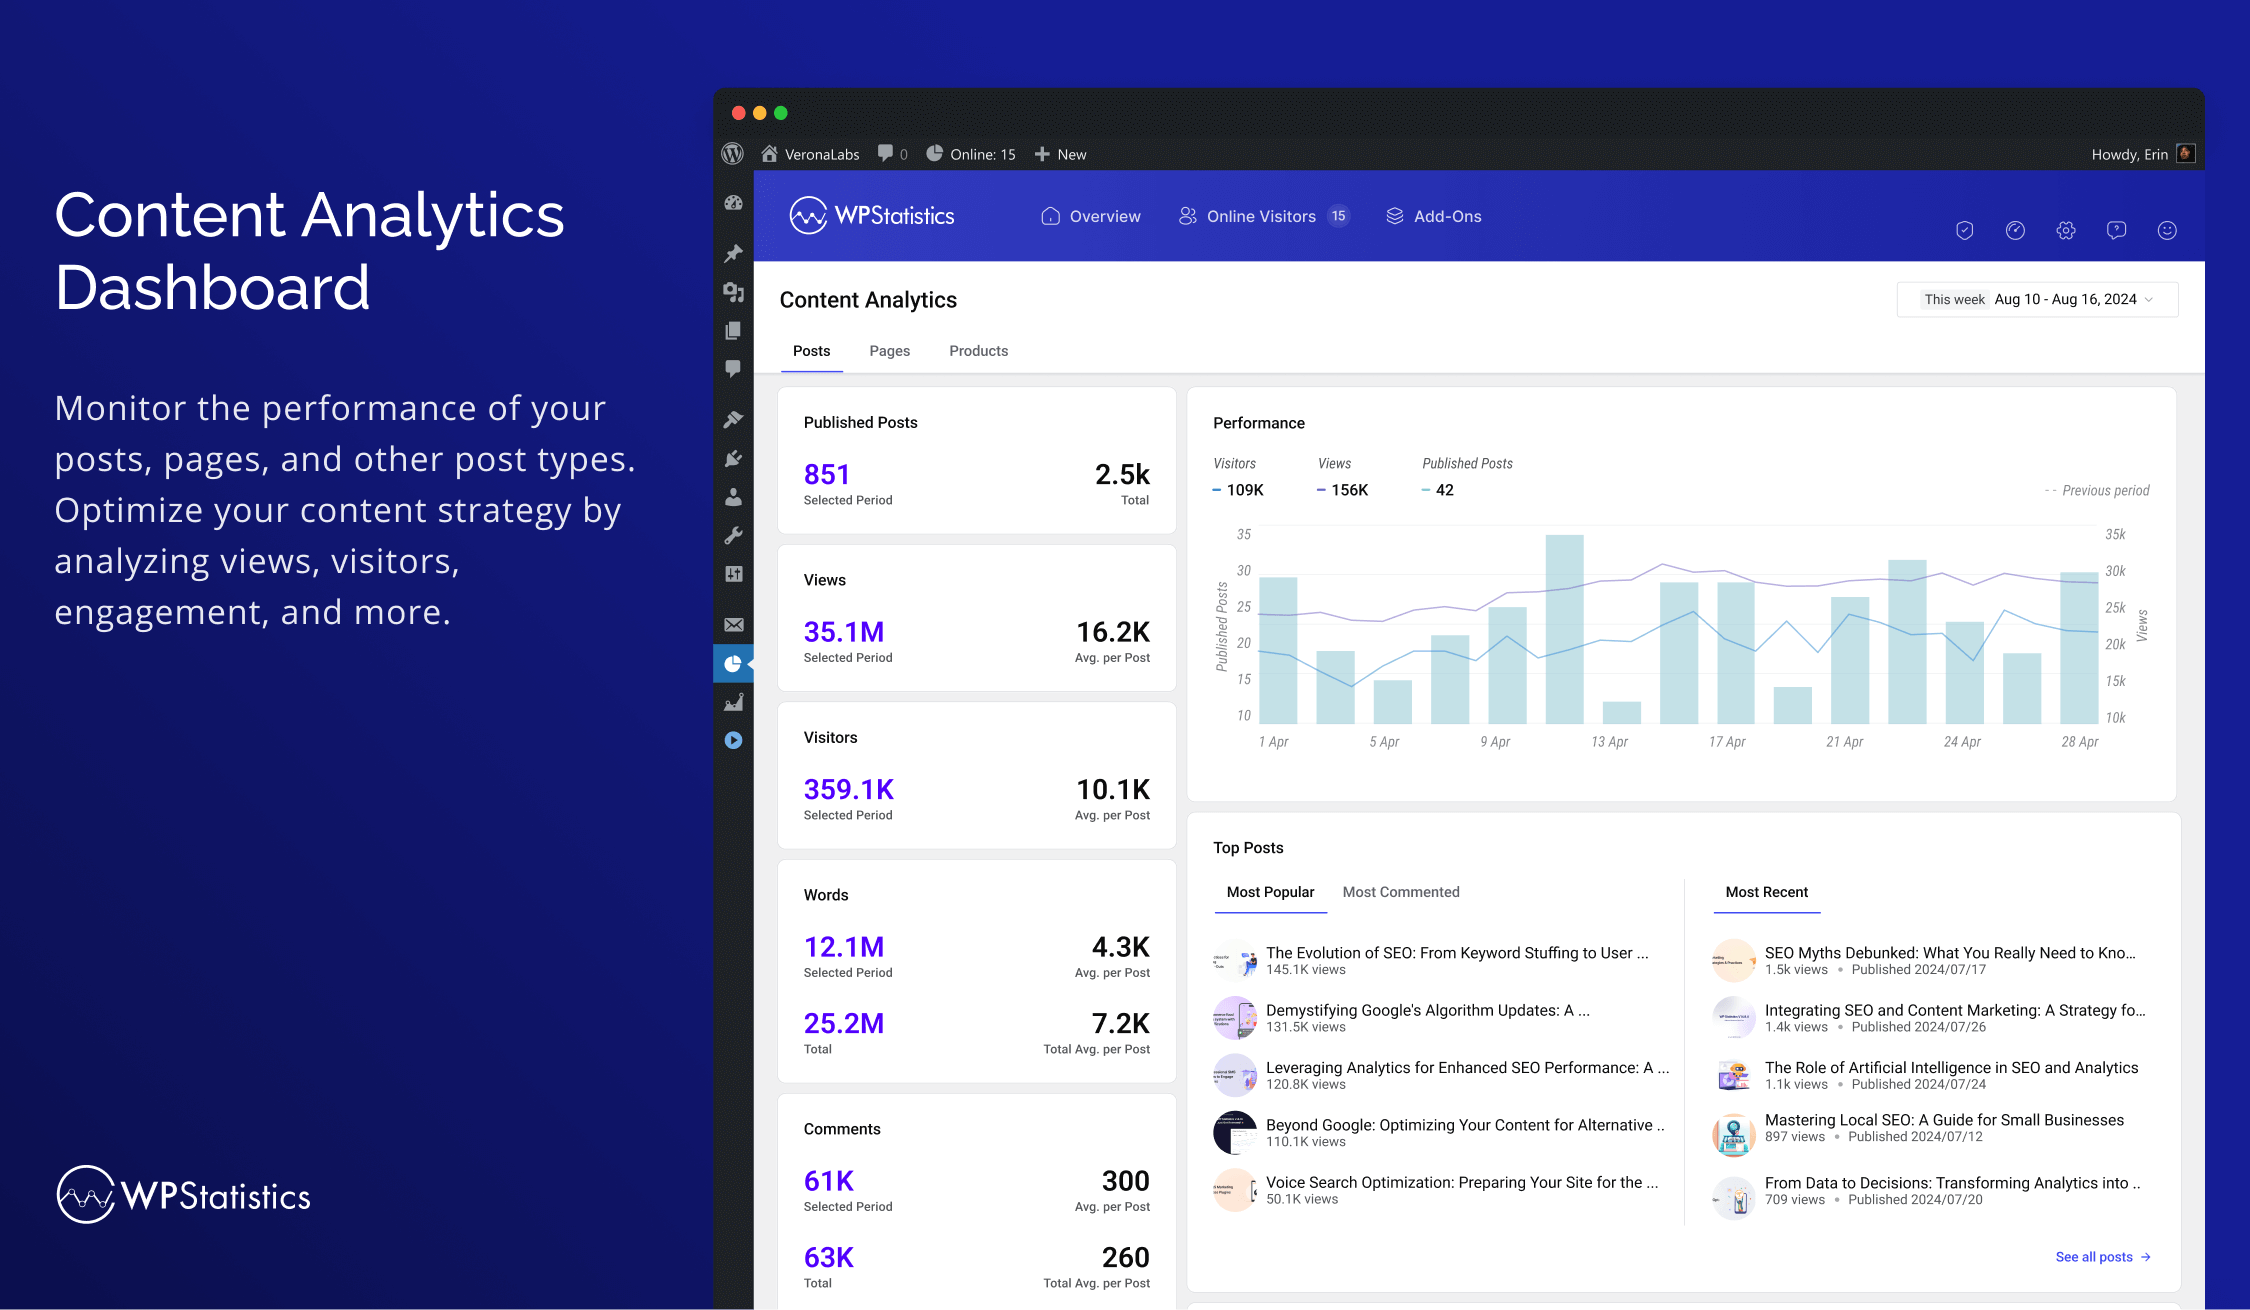 Content Analytics
Dashboard
Monitor the performance of your
posts, pages, and other post types.
Optimize your content strategy by
analyzing views, visitors,
engagement, and more.
WPStatistics
VeronaLabs 0 Online: 15 New
Howdy, Erin
WPStatistics
Overview Online Visitors 15 Add-Ons
Content Analytics
This week Aug 10 - Aug 16, 2024
Posts Pages Products
Published Posts
851 2.5k
Selected Period Total
Views
35.1M 16.2K
Selected Period Avg. per Post
Visitors
359.1K 10.1K
Selected Period Avg. per Post
Words
12.1M 4.3K
Selected Period Avg. per Post
25.2M 7.2K
Total Total Avg. per Post
Comments
61K 300
Selected Period Avg. per Post
63K 260
Total Total Avg. per Post
Performance
Visitors Views Published Posts
109K 156K 42
Previous period
35 35k
30 30k
25 25k
20 20k
15 15k
10 10k
Published Posts
Views
1 Apr 5 Apr 9 Apr 13 Apr 17 Apr 21 Apr 24 Apr 28 Apr
Top Posts
Most Popular Most Commented
The Evolution of SEO: From Keyword Stuffing to User ...
145.1K views
Demystifying Google's Algorithm Updates: A ...
131.5K views
Leveraging Analytics for Enhanced SEO Performance: A ...
120.8K views
Beyond Google: Optimizing Your Content for Alternative ..
110.1K views
Voice Search Optimization: Preparing Your Site for the ...
50.1K views
Most Recent
SEO Myths Debunked: What You Really Need to Kno...
1.5k views • Published 2024/07/17
Integrating SEO and Content Marketing: A Strategy fo...
1.4k views • Published 2024/07/26
The Role of Artificial Intelligence in SEO and Analytics
1.1k views • Published 2024/07/24
Mastering Local SEO: A Guide for Small Businesses
897 views • Published 2024/07/12
From Data to Decisions: Transforming Analytics into ..
709 views • Published 2024/07/20
See all posts →